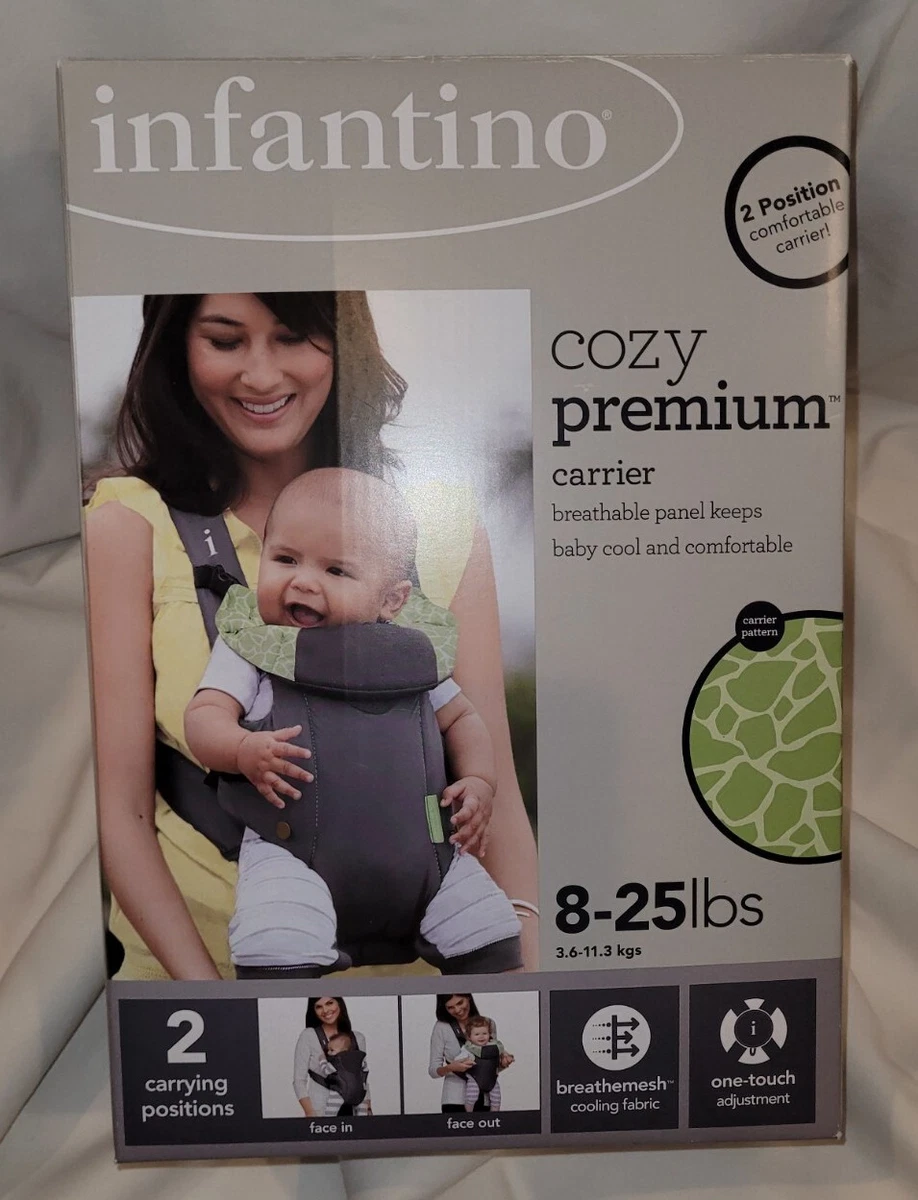 infantino®
2 Position
comfortable
carrier!
cozy
premium™
carrier
breathable panel keeps
baby cool and comfortable
i
carrier
pattern
8-25lbs
3.6-11.3 kgs
2
carrying
positions
face in
face out
breathemesh™
cooling fabric
i
one-touch
adjustment